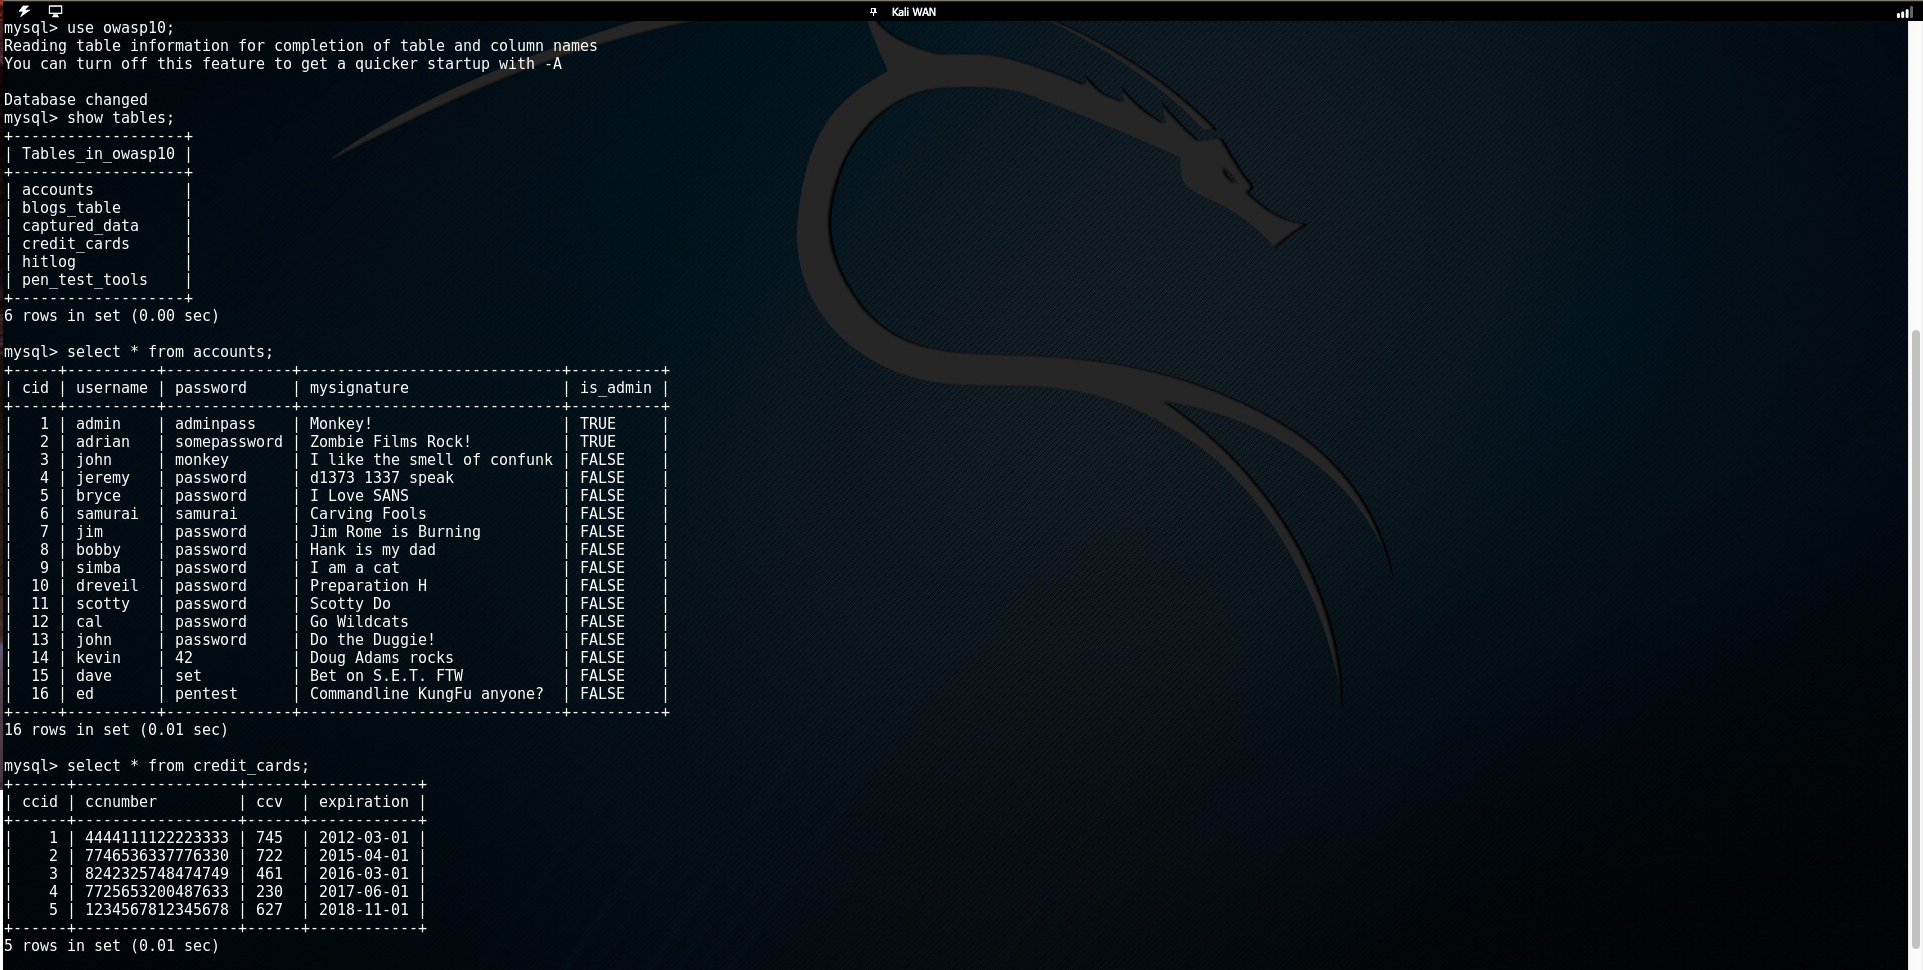 Kali WAN
mysql> use owasp10;
Reading table information for completion of table and column names
You can turn off this feature to get a quicker startup with -A
Database changed
mysql> show tables;
+-------------------+
| Tables_in_owasp10 |
+-------------------+
| accounts          |
| blogs_table       |
| captured_data     |
| credit_cards      |
| hitlog            |
| pen_test_tools    |
+-------------------+
6 rows in set (0.00 sec)
mysql> select * from accounts;
+-----+----------+--------------+-----------------------------+----------+
| cid | username | password     | mysignature                 | is_admin |
+-----+----------+--------------+-----------------------------+----------+
|   1 | admin    | adminpass    | Monkey!                     | TRUE     |
|   2 | adrian   | somepassword | Zombie Films Rock!          | TRUE     |
|   3 | john     | monkey       | I like the smell of confunk | FALSE    |
|   4 | jeremy   | password     | d1373 1337 speak            | FALSE    |
|   5 | bryce    | password     | I Love SANS                 | FALSE    |
|   6 | samurai  | samurai      | Carving Fools               | FALSE    |
|   7 | jim      | password     | Jim Rome is Burning         | FALSE    |
|   8 | bobby    | password     | Hank is my dad              | FALSE    |
|   9 | simba    | password     | I am a cat                  | FALSE    |
|  10 | dreveil  | password     | Preparation H               | FALSE    |
|  11 | scotty   | password     | Scotty Do                   | FALSE    |
|  12 | cal      | password     | Go Wildcats                 | FALSE    |
|  13 | john     | password     | Do the Duggie!              | FALSE    |
|  14 | kevin    | 42           | Doug Adams rocks            | FALSE    |
|  15 | dave     | set          | Bet on S.E.T. FTW           | FALSE    |
|  16 | ed       | pentest      | Commandline KungFu anyone?  | FALSE    |
+-----+----------+--------------+-----------------------------+----------+
16 rows in set (0.01 sec)
mysql> select * from credit_cards;
+------+------------------+------+------------+
| ccid | ccnumber         | ccv  | expiration |
+------+------------------+------+------------+
|    1 | 4444111122223333 | 745  | 2012-03-01 |
|    2 | 7746536337776330 | 722  | 2015-04-01 |
|    3 | 8242325748474749 | 461  | 2016-03-01 |
|    4 | 7725653200487633 | 230  | 2017-06-01 |
|    5 | 1234567812345678 | 627  | 2018-11-01 |
+------+------------------+------+------------+
5 rows in set (0.01 sec)